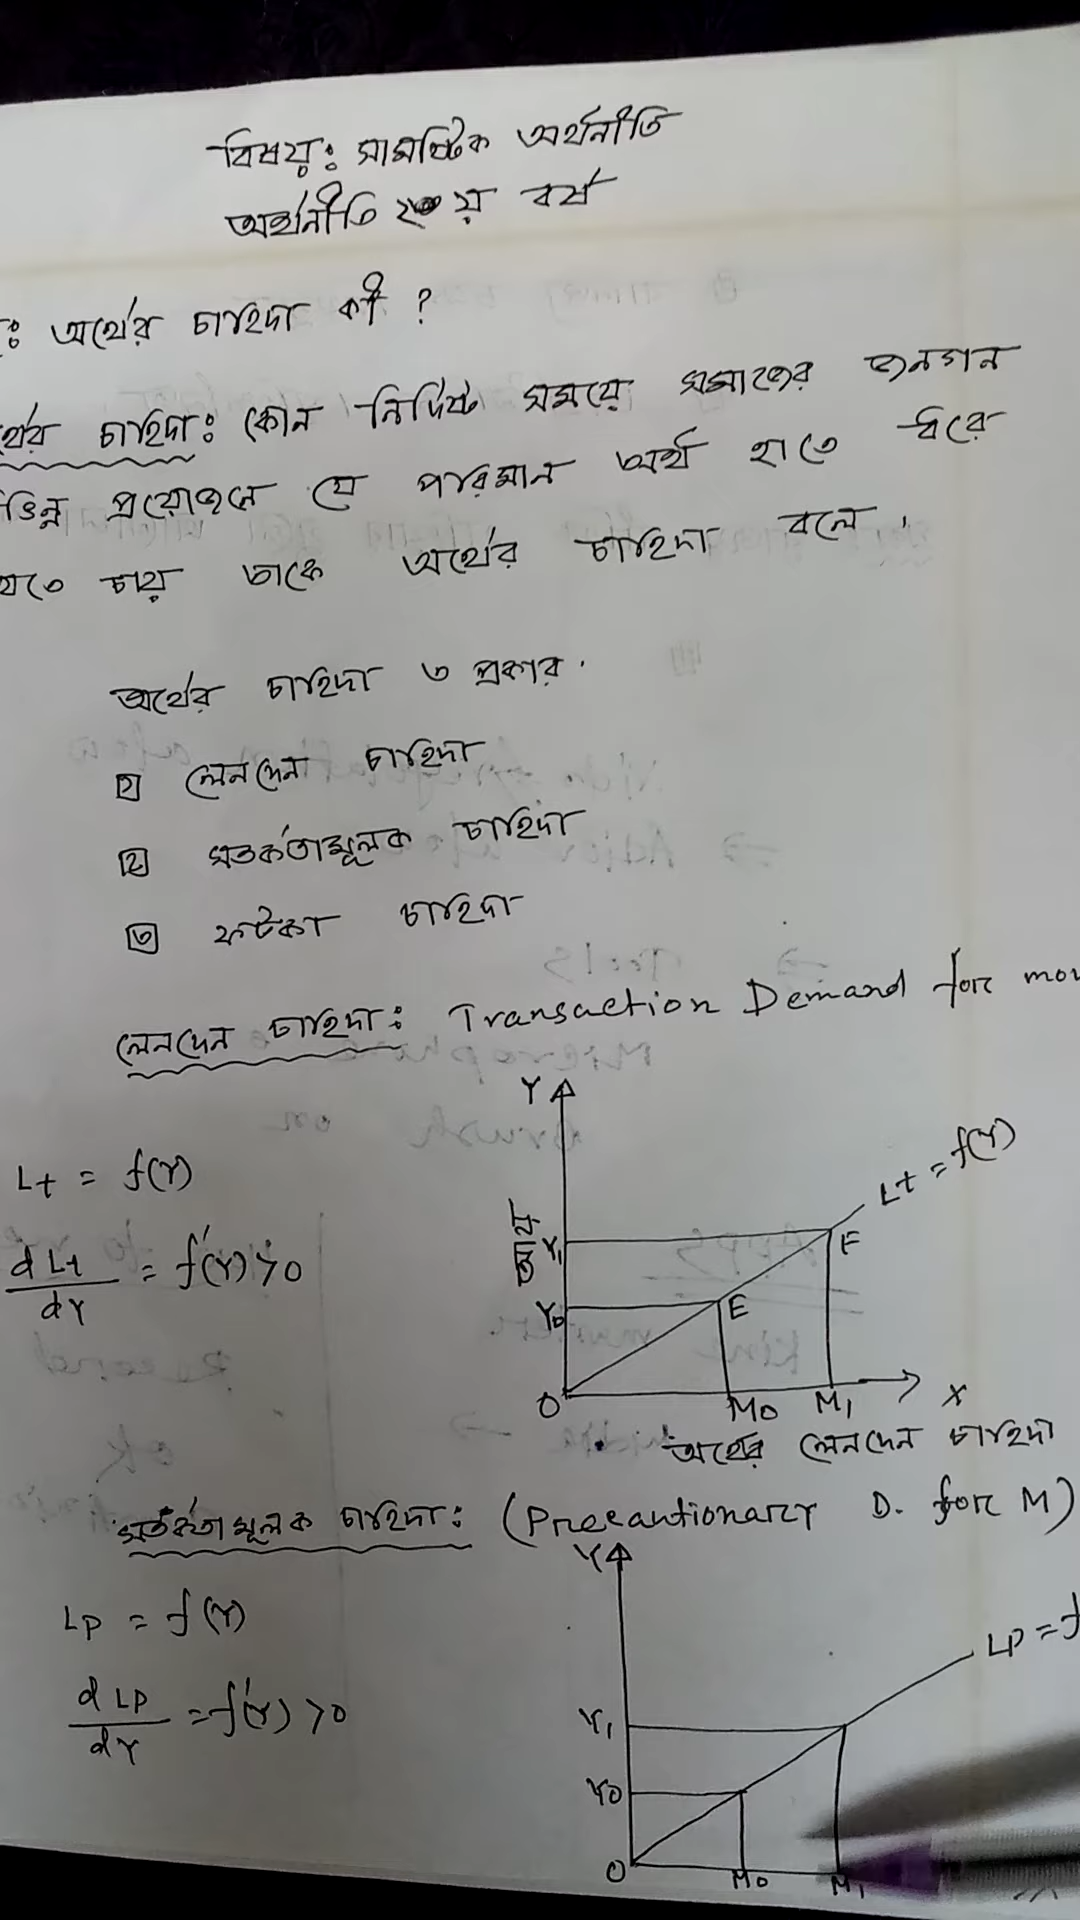 বিষয়ঃ সামষ্টিক অর্থনীতি
অর্থনীতি ২য় বর্ষ
ঃ অর্থের চাহিদা কী ?
র্থের চাহিদাঃ কোন নির্দিষ্ট সময়ে সমাজের জনগন
ভিন্ন প্রয়োজনে যে পরিমান অর্থ হাতে ধরে
খতে চায় তাকে অর্থের চাহিদা বলে।
অর্থের চাহিদা ৩ প্রকার।
১ লেনদেন চাহিদা
২ সতর্কতামূলক চাহিদা
৩ ফটকা চাহিদা
লেনদেন চাহিদাঃ Transaction Demand for mon
Y
Lt = f(Y)
Lt = f(Y)
dLt/dY = f'(Y) > 0
আয়
Y1 F
Y0 E
O M0 M1 X
অর্থের লেনদেন চাহিদা
সতর্কতামূলক চাহিদাঃ (Precautionary D. for M)
Y
Lp = f(Y)
Lp = f
dLp/dY = f'(Y) > 0
Y1
Y0
O M0 M1